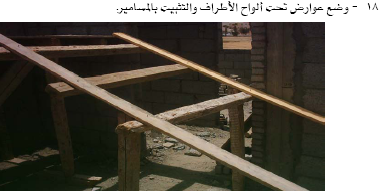 ١٨ - وضع عوارض تحت ألواح الأطراف والتثبيت بالمسامير.